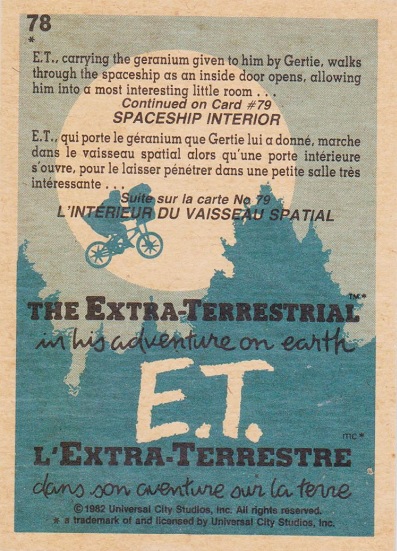 78
*
E.T., carrying the geranium given to him by Gertie, walks
through the spaceship as an inside door opens, allowing
him into a most interesting little room . . .
Continued on Card #79
SPACESHIP INTERIOR
E.T., qui porte le géranium que Gertie lui a donné, marche
dans le vaisseau spatial alors qu'une porte intérieure
s'ouvre, pour le laisser pénétrer dans une petite salle très
intéressante . . .
Suite sur la carte No 79
L'INTÉRIEUR DU VAISSEAU SPATIAL
THE EXTRA-TERRESTRIAL TM*
in his adventure on earth
E.T.
mc*
L'EXTRA-TERRESTRE
dans son aventure sur la terre
©1982 Universal City Studios, Inc. All rights reserved.
* a trademark of and licensed by Universal City Studios, Inc.